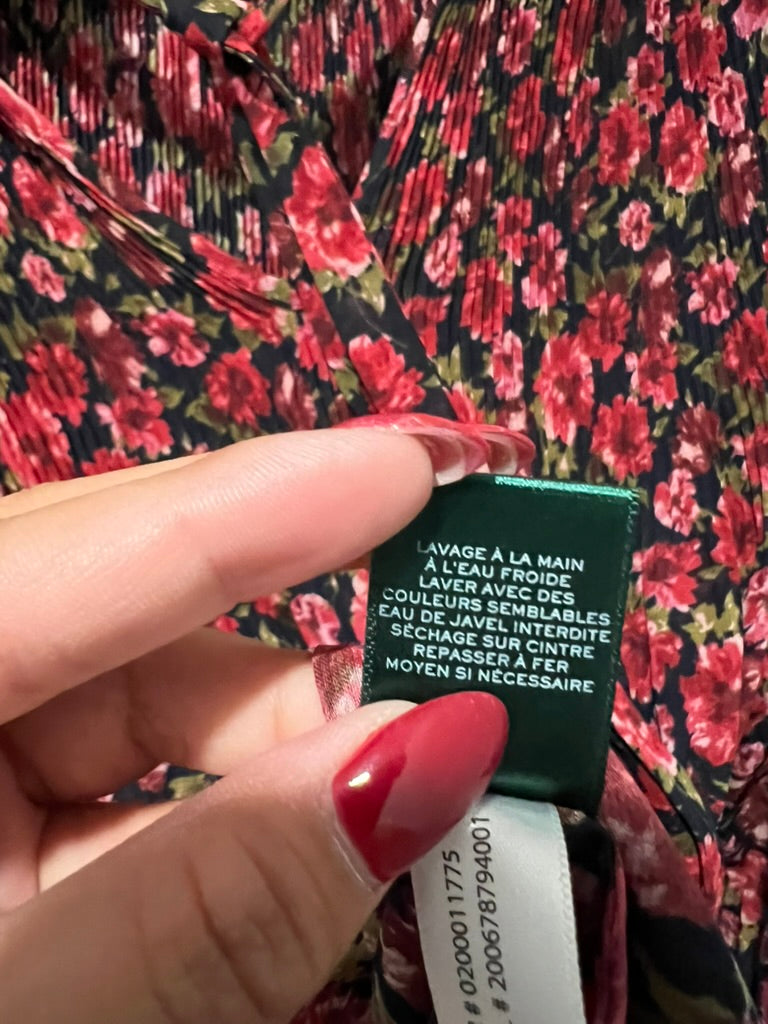 LAVAGE À LA MAIN
À L'EAU FROIDE
LAVER AVEC DES
COULEURS SEMBLABLES
EAU DE JAVEL INTERDITE
SÉCHAGE SUR CINTRE
REPASSER À FER
MOYEN SI NÉCESSAIRE
# 0200011775
# 200678794001